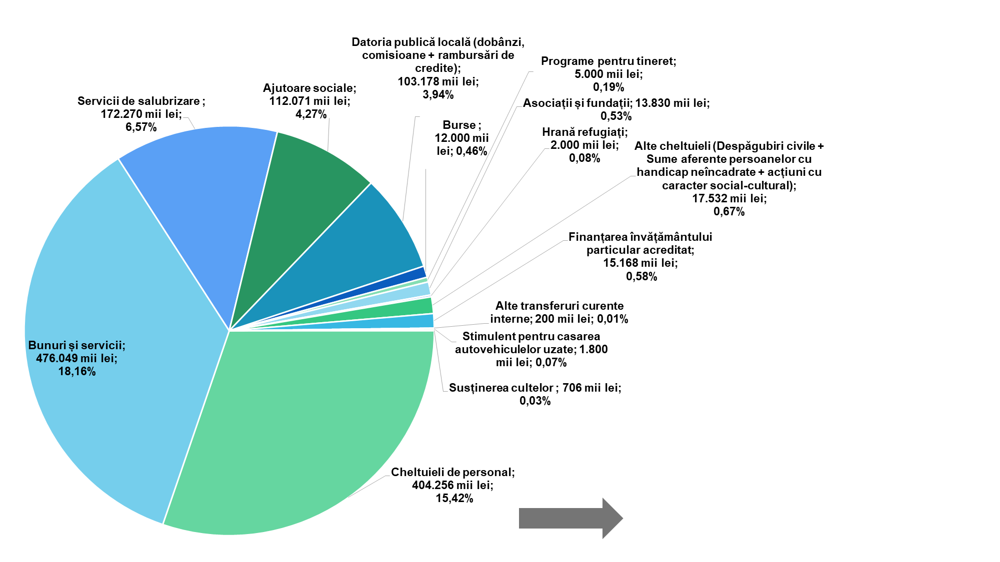 Datoria publică locală (dobânzi,
comisioane + rambursări de
credite);
103.178 mii lei;
3,94%
Programe pentru tineret;
5.000 mii lei;
0,19%
Ajutoare sociale;
112.071 mii lei;
4,27%
Servicii de salubrizare ;
172.270 mii lei;
6,57%
Asociații și fundații; 13.830 mii lei;
0,53%
Burse ;
12.000 mii
lei; 0,46%
Hrană refugiați;
2.000 mii lei;
0,08%
Alte cheltuieli (Despăgubiri civile +
Sume aferente persoanelor cu
handicap neîncadrate + acțiuni cu
caracter social-cultural);
17.532 mii lei;
0,67%
Finanțarea învățământului
particular acreditat;
15.168 mii lei;
0,58%
Alte transferuri curente
interne; 200 mii lei; 0,01%
Stimulent pentru casarea
autovehiculelor uzate; 1.800
mii lei; 0,07%
Bunuri și servicii;
476.049 mii lei;
18,16%
Susținerea cultelor ; 706 mii lei;
0,03%
Cheltuieli de personal;
404.256 mii lei;
15,42%